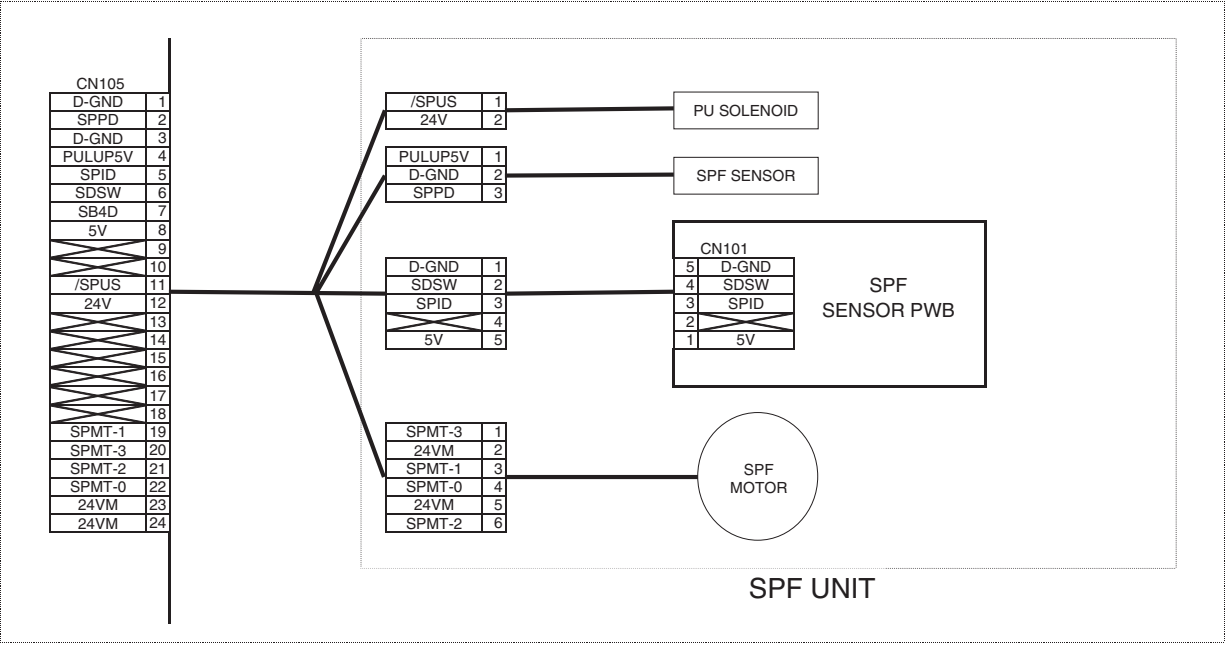 CN105
D-GND 1
SPPD 2
D-GND 3
PULUP5V 4
SPID 5
SDSW 6
SB4D 7
5V 8
9
10
/SPUS 11
24V 12
13
14
15
16
17
18
SPMT-1 19
SPMT-3 20
SPMT-2 21
SPMT-0 22
24VM 23
24VM 24
/SPUS 1
24V 2
PULUP5V 1
D-GND 2
SPPD 3
D-GND 1
SDSW 2
SPID 3
4
5V 5
SPMT-3 1
24VM 2
SPMT-1 3
SPMT-0 4
24VM 5
SPMT-2 6
PU SOLENOID
SPF SENSOR
CN101
5 D-GND
4 SDSW
3 SPID
2
1 5V
SPF
SENSOR PWB
SPF
MOTOR
SPF UNIT